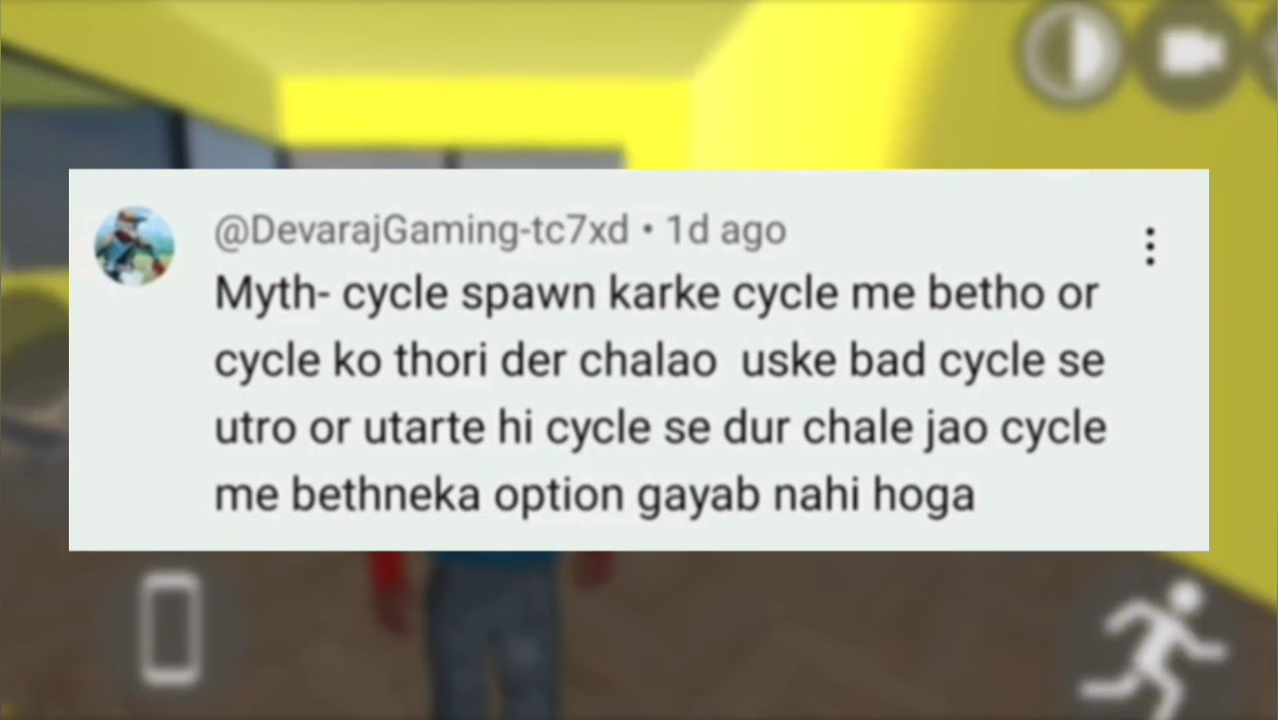 @DevarajGaming-tc7xd • 1d ago
Myth- cycle spawn karke cycle me betho or
cycle ko thori der chalao  uske bad cycle se
utro or utarte hi cycle se dur chale jao cycle
me bethneka option gayab nahi hoga